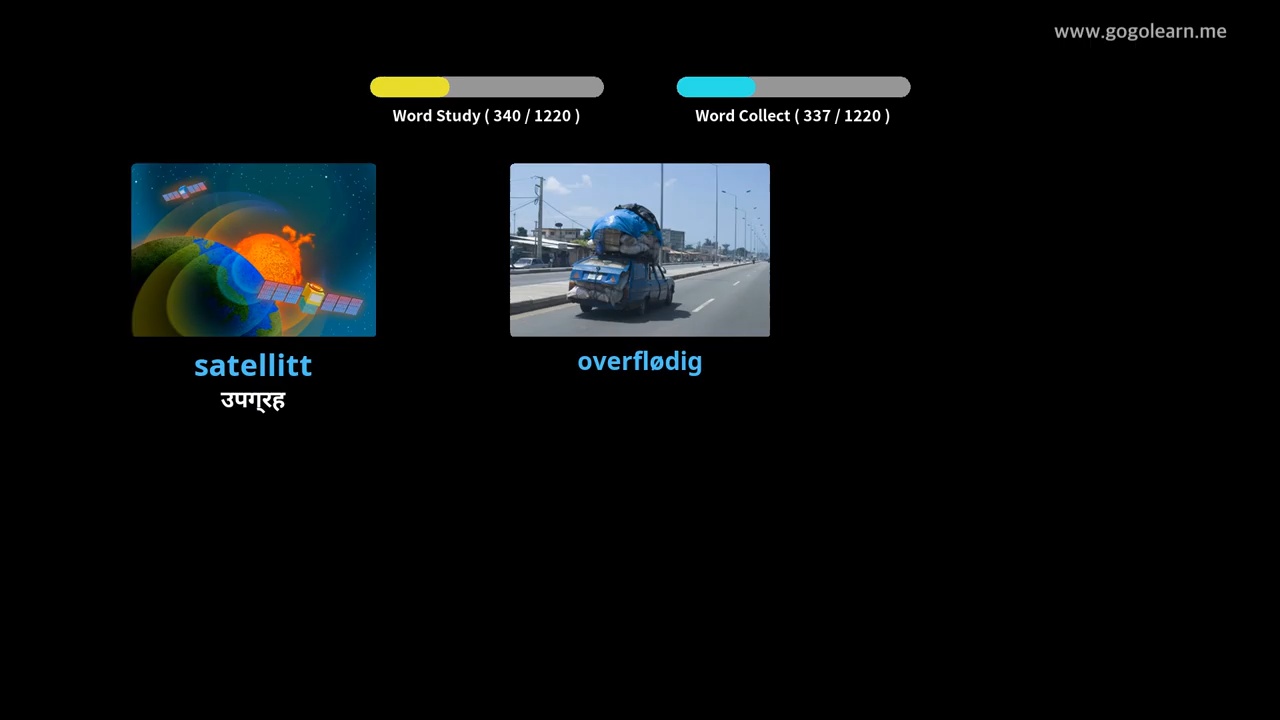 www.gogolearn.me
Word Study ( 340 / 1220 )
Word Collect ( 337 / 1220 )
satellitt
उपग्रह
overflødig